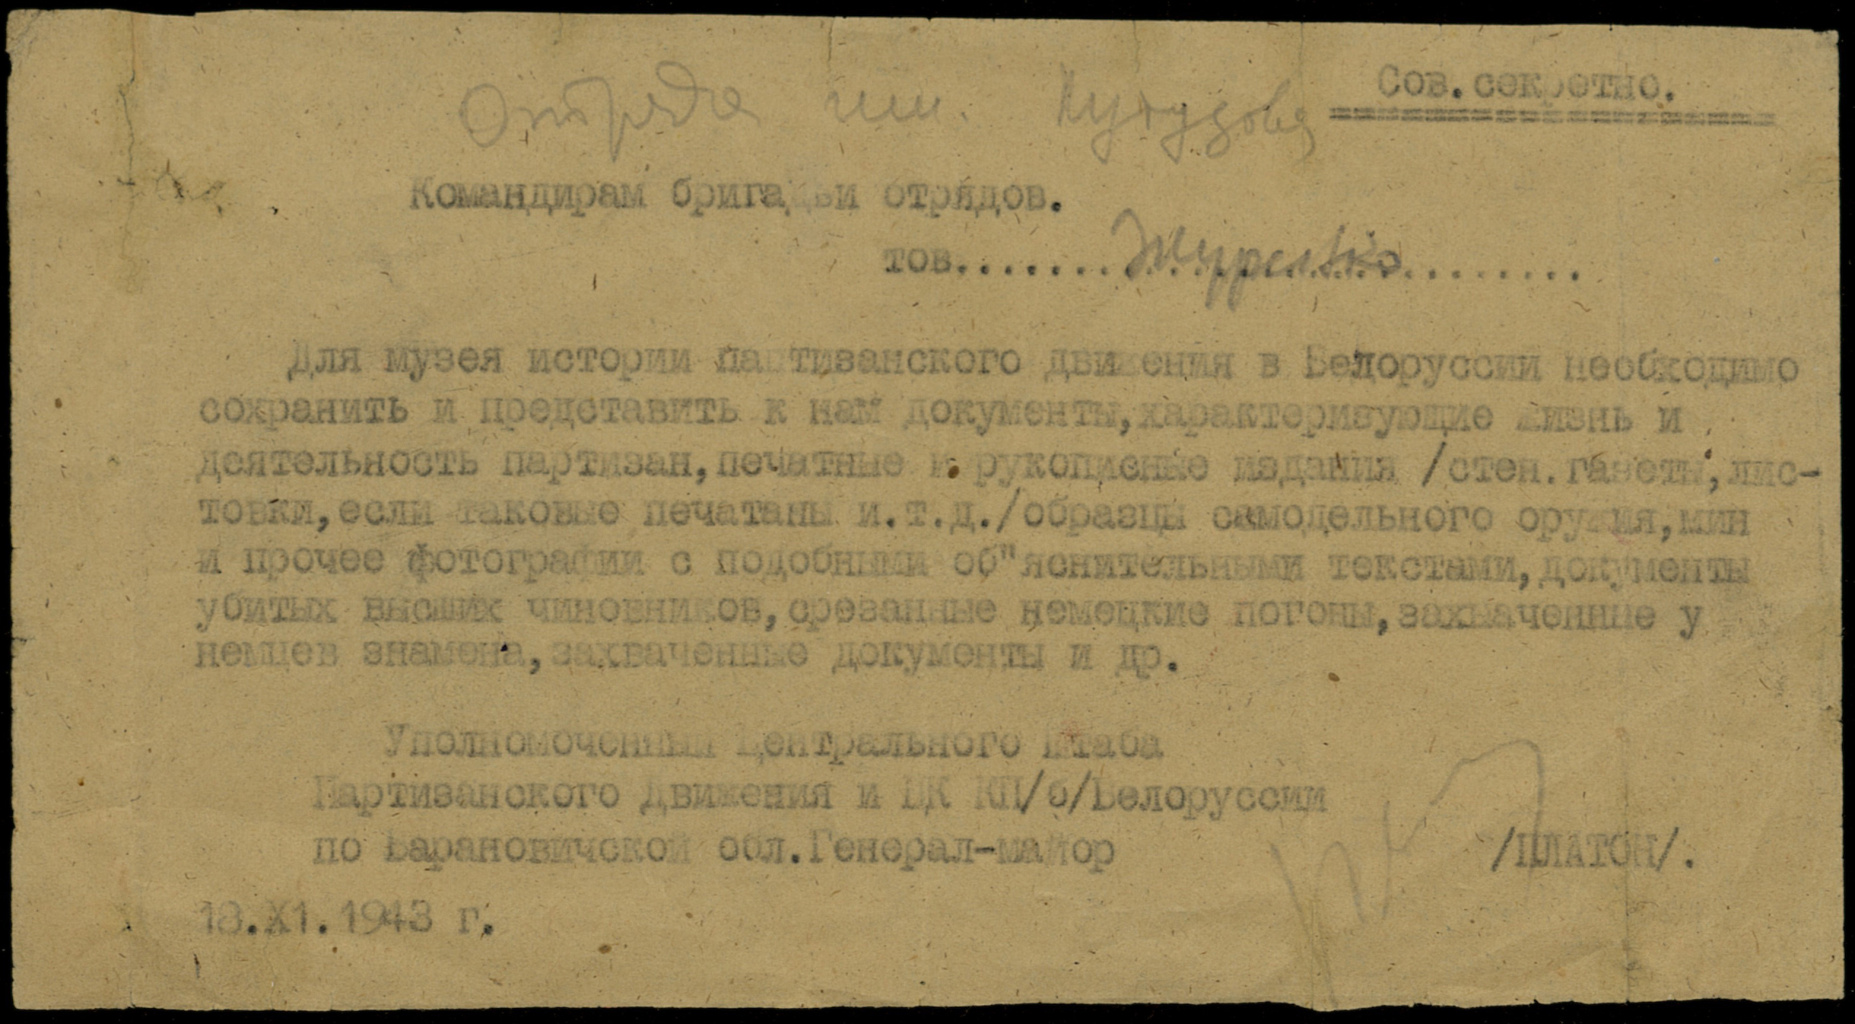 Сов.секретно.
Отряда им. Кутузова
Командирам бригады и отрядов.
тов..............................
Для музея истории партизанского движения в Белоруссии необходимо
сохранить и представить к нам документы,характеризующие жизнь и
деятельность партизан,печатные и рукописные издания /стен.газеты,лис-
товки,если таковые печатаны и.т.д./образцы самодельного оружия,мин
и прочее фотографии с подобными об"яснительными текстами,документы
убитых высших чиновников,срезанные немецкие погоны,захваченные у
немцев знамена,захваченные документы и др.
Уполномоченный Центрального Штаба
Партизанского Движения и ЦК КП/б/Белоруссии
по Барановичской обл.Генерал-майор /ПЛАТОН/.
18.XI.1943 г.